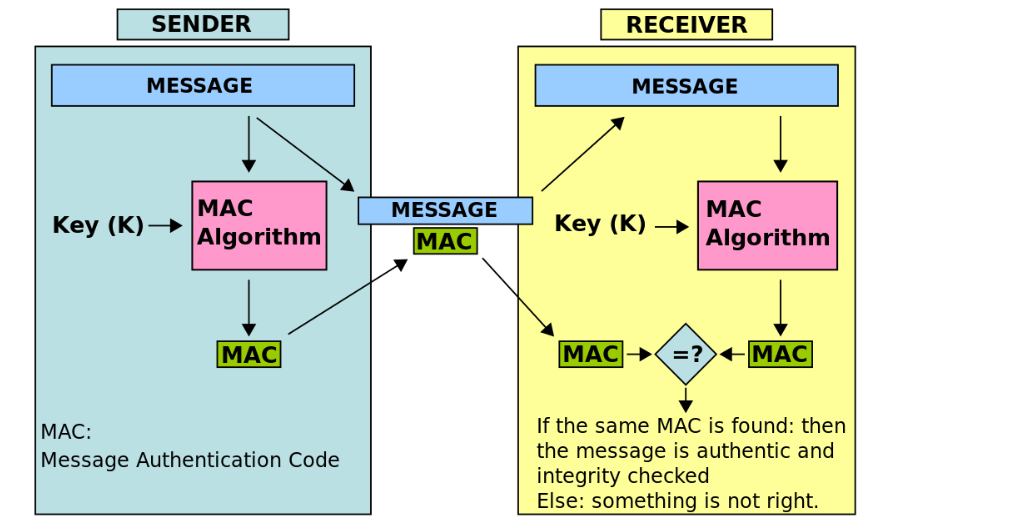 SENDER
MESSAGE
Key (K)
MAC
Algorithm
MAC
MAC:
Message Authentication Code
MESSAGE
MAC
RECEIVER
MESSAGE
Key (K)
MAC
Algorithm
MAC
=?
MAC
If the same MAC is found: then
the message is authentic and
integrity checked
Else: something is not right.